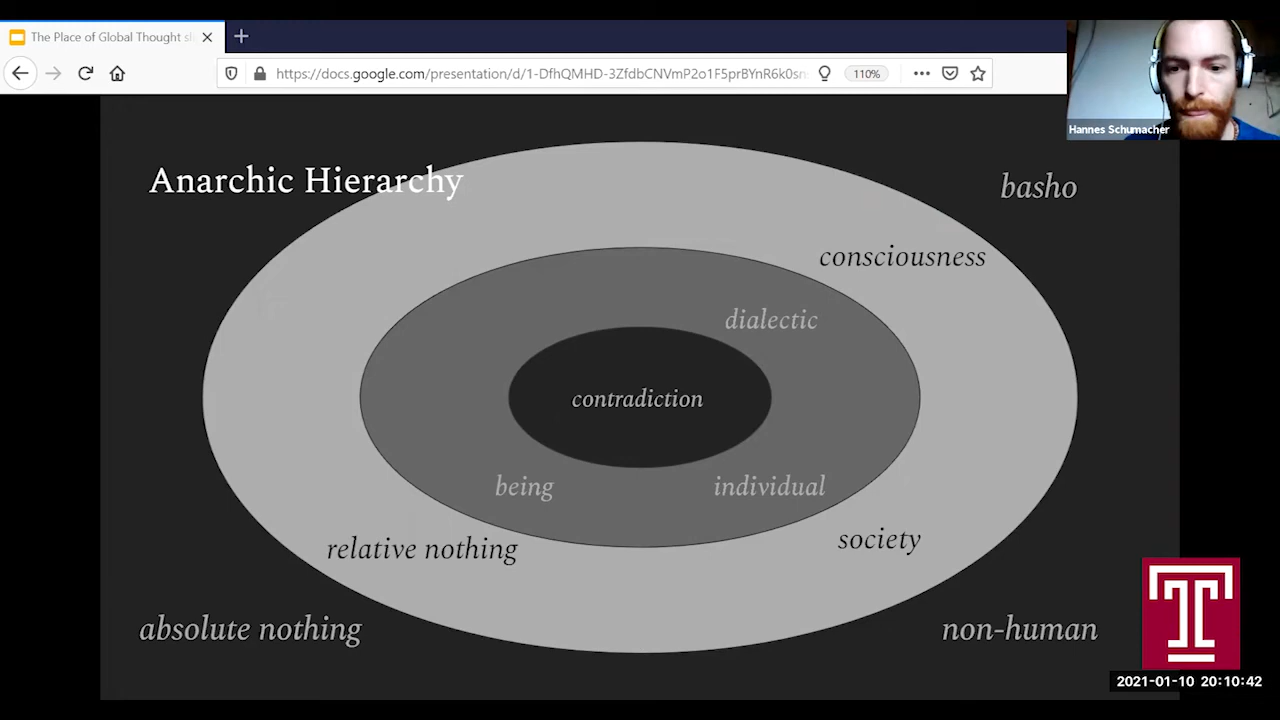 The Place of Global Thought sl
https://docs.google.com/presentation/d/1-DfhQMHD-3ZfdbCNVmP2o1F5prBYnR6k0sn
110%
Hannes Schumacher
Anarchic Hierarchy
basho
consciousness
dialectic
contradiction
being
individual
relative nothing
society
absolute nothing
non-human
2021-01-10 20:10:42